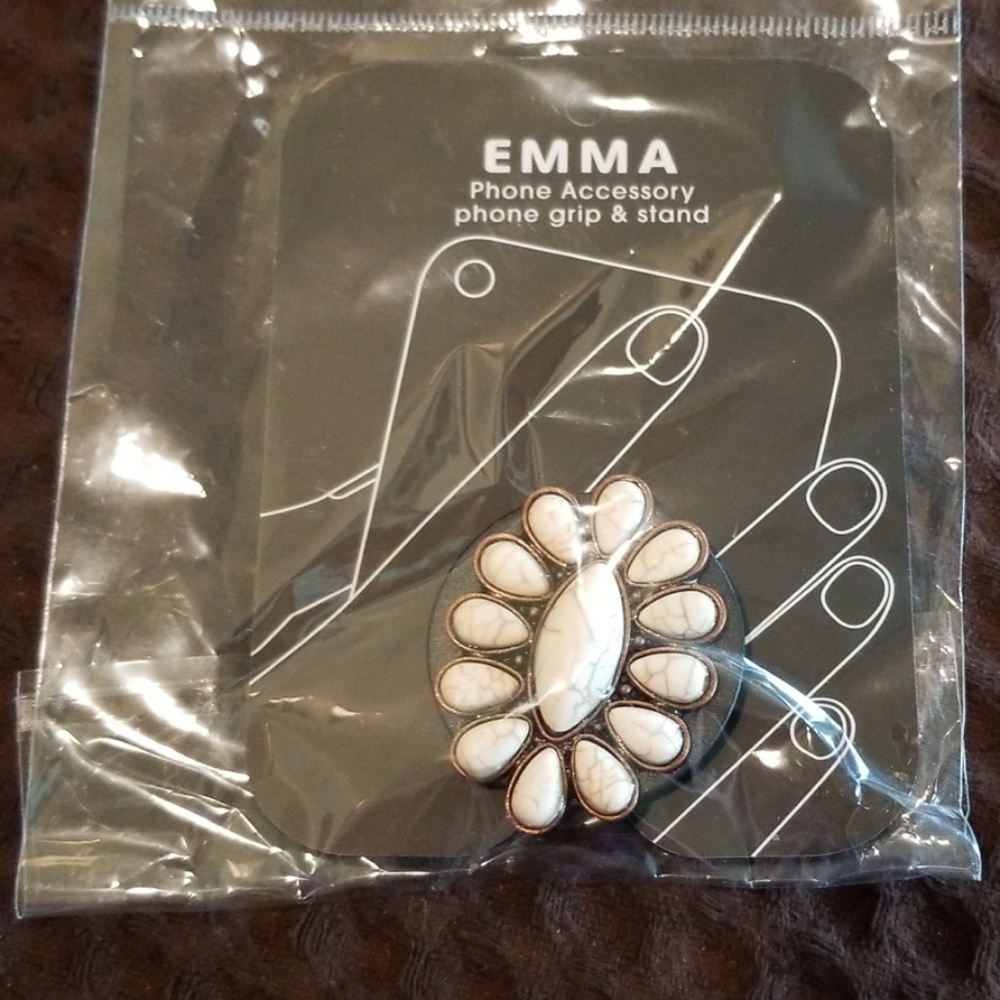 EMMA
Phone Accessory
phone grip & stand